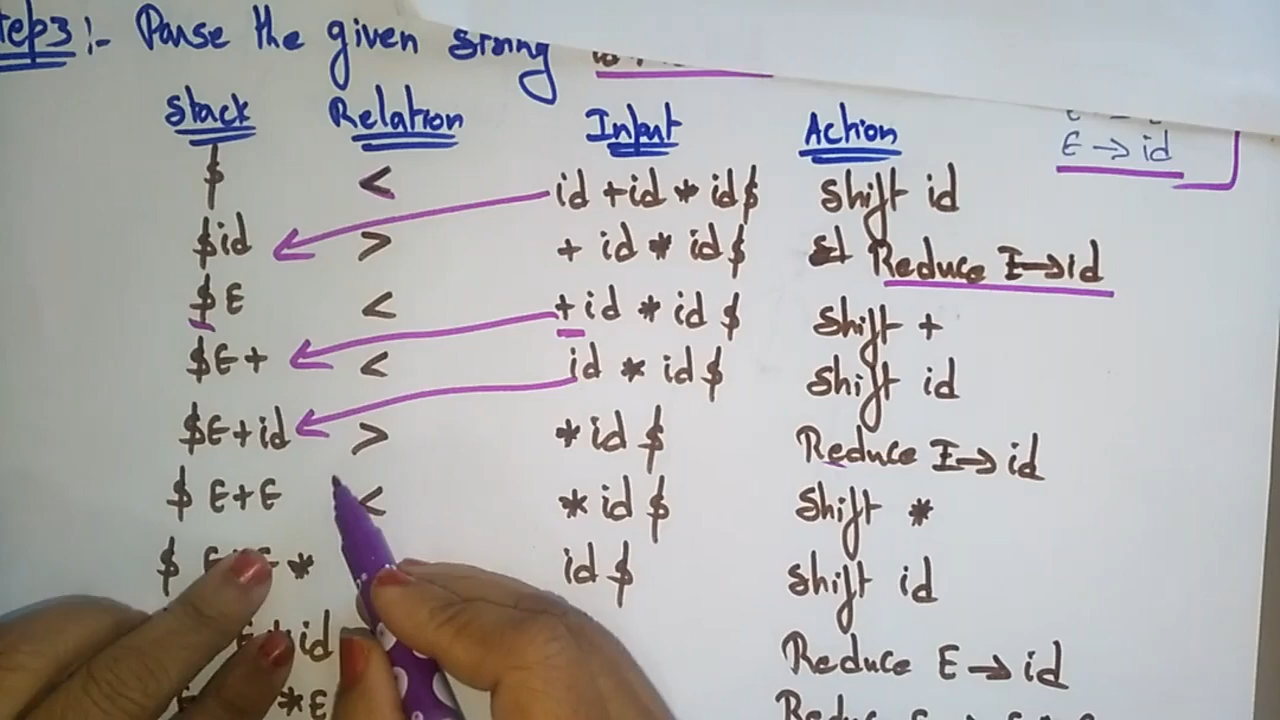 tep3:- Parse the given string
Stack Relation Input Action
E → id
$ < id +id * id$ Shift id
$id > + id * id$ Reduce E→id
$E < +id * id $ Shift +
$E+ < id * id$ Shift id
$E+id > * id $ Reduce E→id
$ E+E < * id $ Shift *
$ E+E * id $ Shift id
id Reduce E→id
*E Reduce